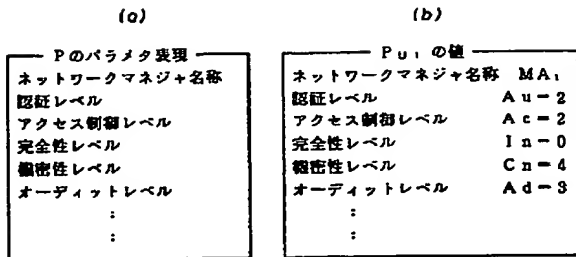 (a)
Pのパラメタ表現
ネットワークマネジャ名称
認証レベル
アクセス制御レベル
完全性レベル
機密性レベル
オーディットレベル
:
:
(b)
PU1の値
ネットワークマネジャ名称 MA1
認証レベル Au=2
アクセス制御レベル Ac=2
完全性レベル In=0
機密性レベル Cn=4
オーディットレベル Ad=3
:
: